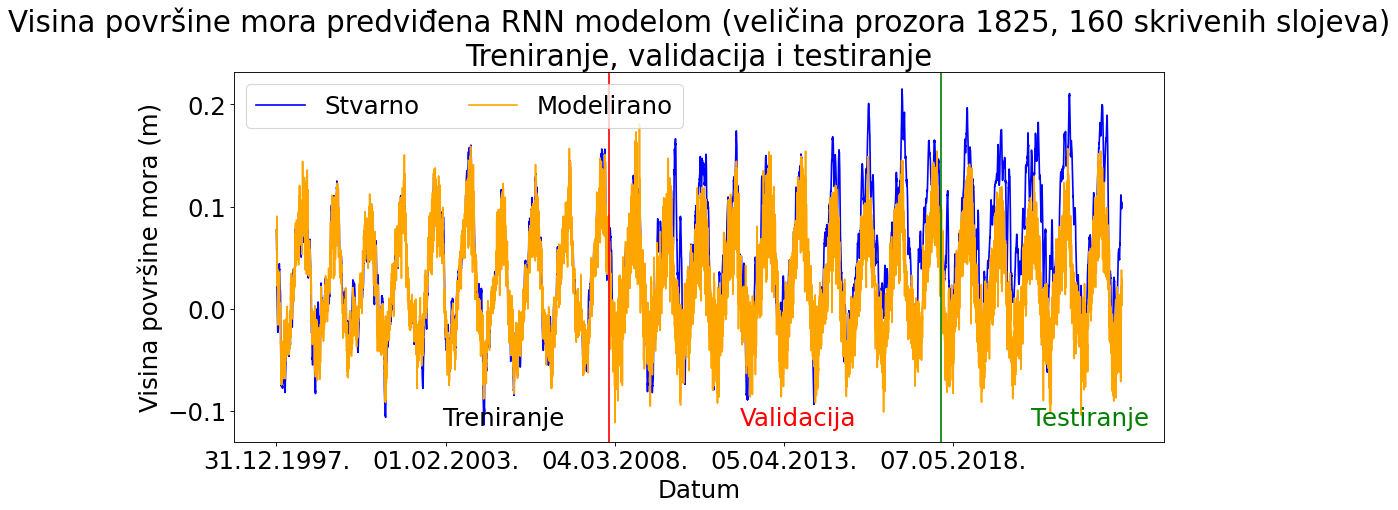 Visina površine mora predviđena RNN modelom (veličina prozora 1825, 160 skrivenih slojeva)
Treniranje, validacija i testiranje
Stvarno
Modelirano
Visina površine mora (m)
0.2
0.1
0.0
−0.1
Treniranje
Validacija
Testiranje
31.12.1997.
01.02.2003.
04.03.2008.
05.04.2013.
07.05.2018.
Datum